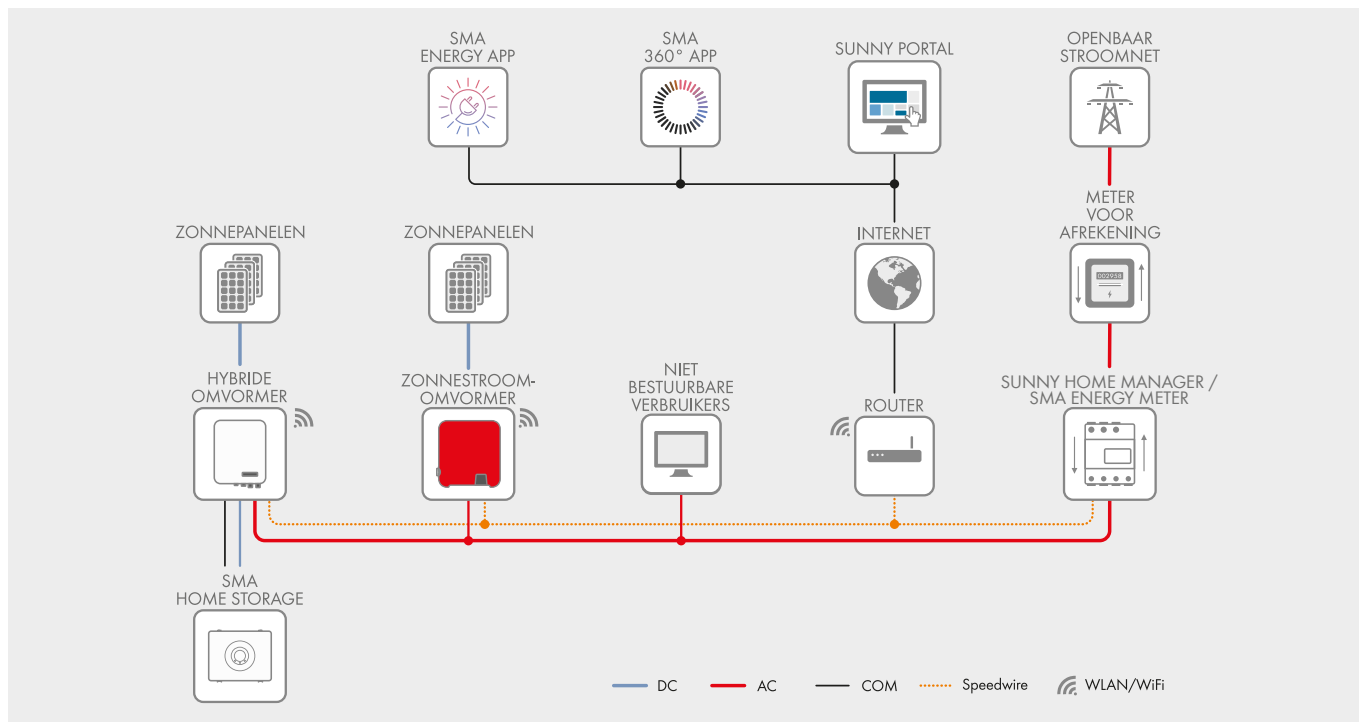 SMA
ENERGY APP
SMA
360° APP
SUNNY PORTAL
OPENBAAR
STROOMNET
ZONNEPANELEN
ZONNEPANELEN
INTERNET
METER
VOOR
AFREKENING
002958
HYBRIDE
OMVORMER
ZONNESTROOM-
OMVORMER
NIET
BESTUURBARE
VERBRUIKERS
ROUTER
SUNNY HOME MANAGER /
SMA ENERGY METER
SMA
HOME STORAGE
DC
AC
COM
Speedwire
WLAN/WiFi